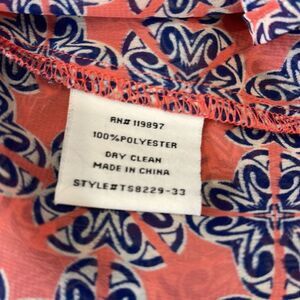 RN# 119897
100%POLYESTER
DRY CLEAN
MADE IN CHINA
STYLE#TS8229-33